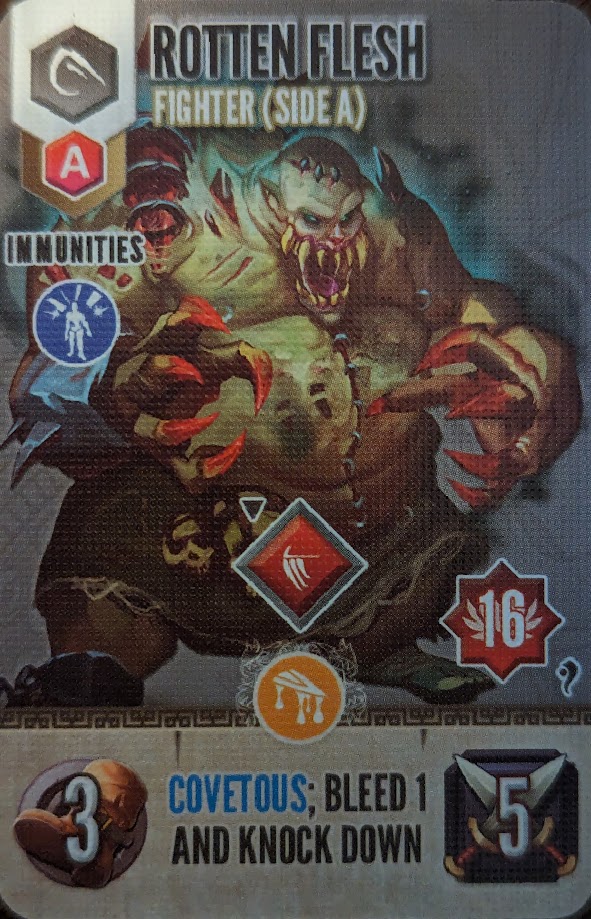 ROTTEN FLESH
FIGHTER (SIDE A)
A
IMMUNITIES
16
3
COVETOUS; BLEED 1
AND KNOCK DOWN
5